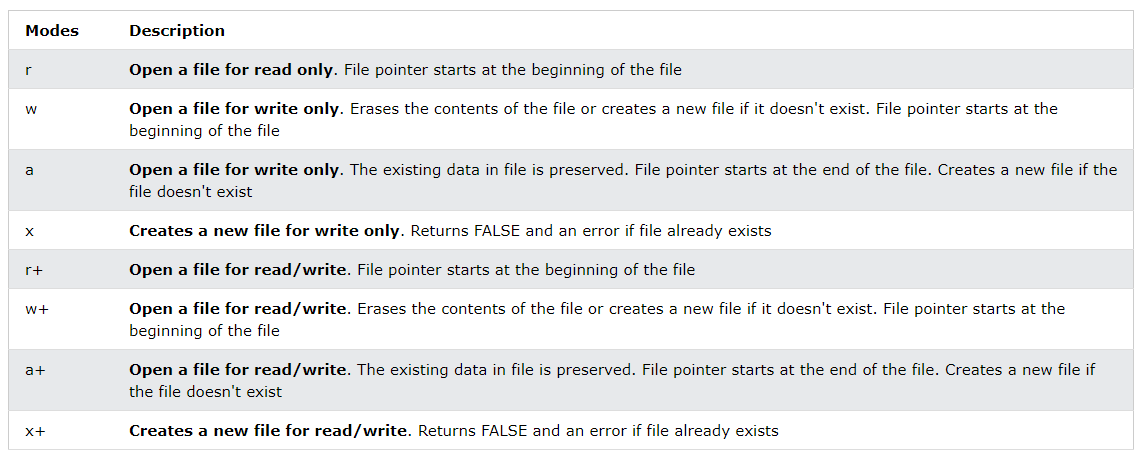 Modes Description
r Open a file for read only. File pointer starts at the beginning of the file
w Open a file for write only. Erases the contents of the file or creates a new file if it doesn't exist. File pointer starts at the
beginning of the file
a Open a file for write only. The existing data in file is preserved. File pointer starts at the end of the file. Creates a new file if the
file doesn't exist
x Creates a new file for write only. Returns FALSE and an error if file already exists
r+ Open a file for read/write. File pointer starts at the beginning of the file
w+ Open a file for read/write. Erases the contents of the file or creates a new file if it doesn't exist. File pointer starts at the
beginning of the file
a+ Open a file for read/write. The existing data in file is preserved. File pointer starts at the end of the file. Creates a new file if
the file doesn't exist
x+ Creates a new file for read/write. Returns FALSE and an error if file already exists